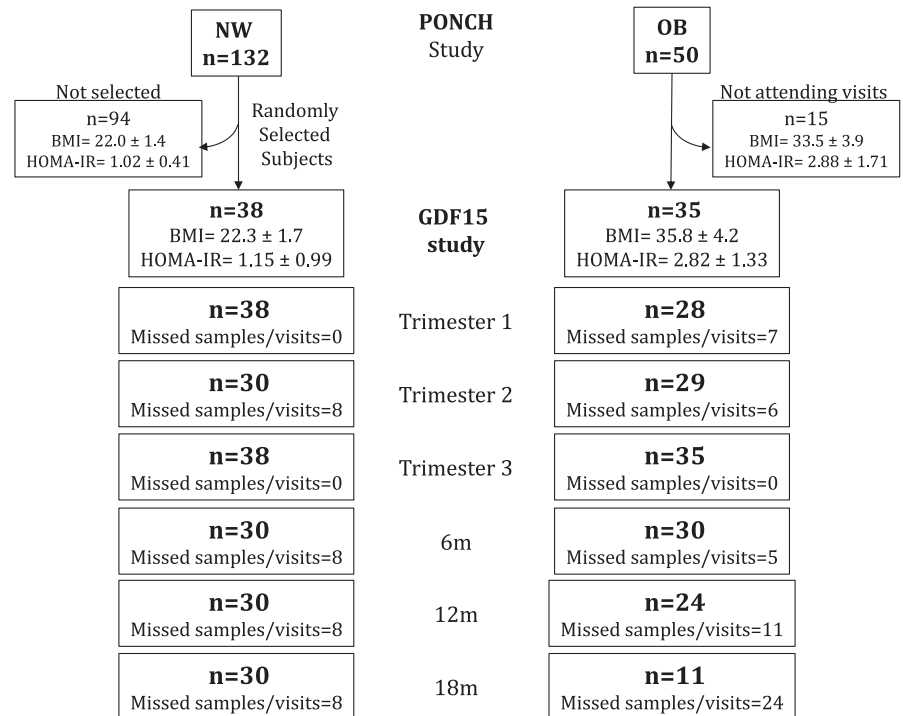 NW
n=132
PONCH
Study
OB
n=50
Not selected
n=94
BMI= 22.0 ± 1.4
HOMA-IR= 1.02 ± 0.41
Randomly
Selected
Subjects
Not attending visits
n=15
BMI= 33.5 ± 3.9
HOMA-IR= 2.88 ± 1.71
n=38
BMI= 22.3 ± 1.7
HOMA-IR= 1.15 ± 0.99
GDF15
study
n=35
BMI= 35.8 ± 4.2
HOMA-IR= 2.82 ± 1.33
n=38
Missed samples/visits=0
Trimester 1
n=28
Missed samples/visits=7
n=30
Missed samples/visits=8
Trimester 2
n=29
Missed samples/visits=6
n=38
Missed samples/visits=0
Trimester 3
n=35
Missed samples/visits=0
n=30
Missed samples/visits=8
6m
n=30
Missed samples/visits=5
n=30
Missed samples/visits=8
12m
n=24
Missed samples/visits=11
n=30
Missed samples/visits=8
18m
n=11
Missed samples/visits=24